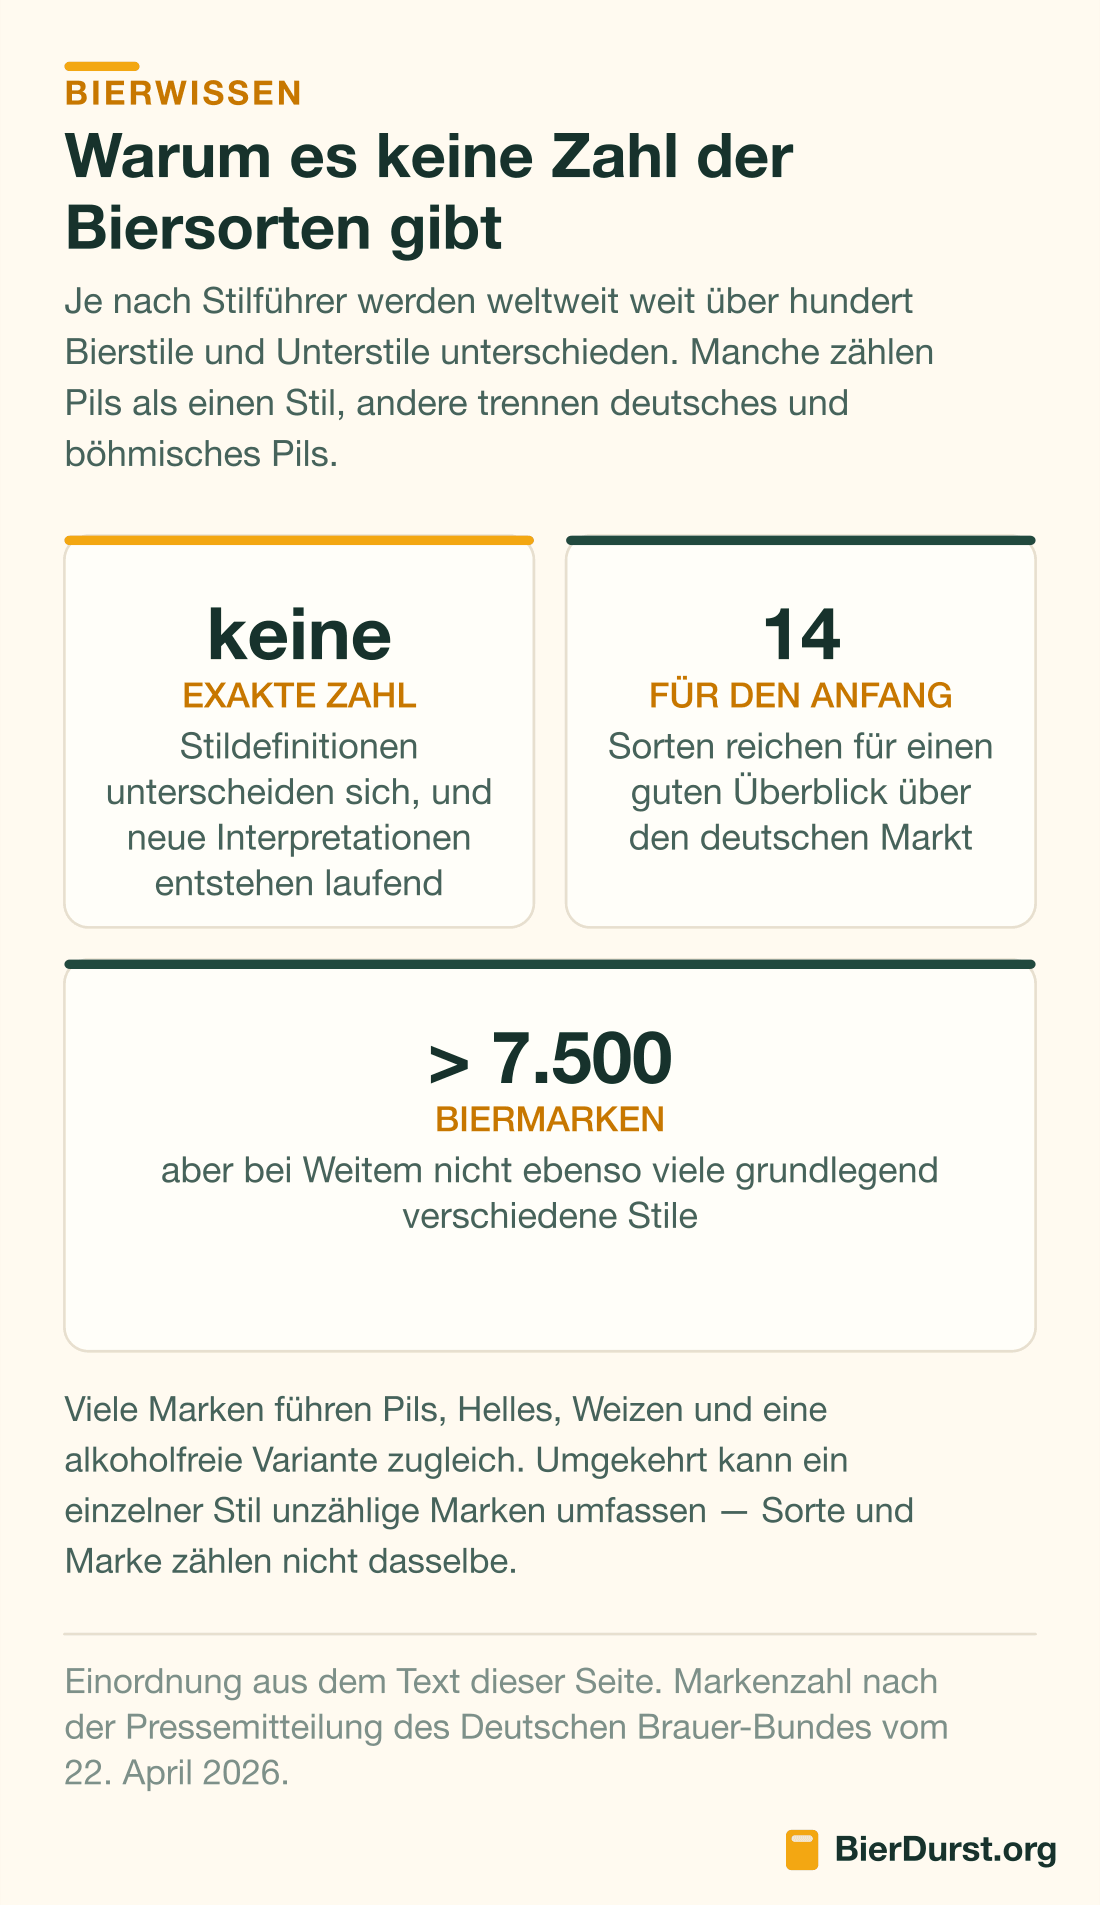 BIERWISSEN
Warum es keine Zahl der
Biersorten gibt
Je nach Stilführer werden weltweit weit über hundert
Bierstile und Unterstile unterschieden. Manche zählen
Pils als einen Stil, andere trennen deutsches und
böhmisches Pils.
keine
EXAKTE ZAHL
Stildefinitionen
unterscheiden sich, und
neue Interpretationen
entstehen laufend
14
FÜR DEN ANFANG
Sorten reichen für einen
guten Überblick über
den deutschen Markt
> 7.500
BIERMARKEN
aber bei Weitem nicht ebenso viele grundlegend
verschiedene Stile
Viele Marken führen Pils, Helles, Weizen und eine
alkoholfreie Variante zugleich. Umgekehrt kann ein
einzelner Stil unzählige Marken umfassen — Sorte und
Marke zählen nicht dasselbe.
Einordnung aus dem Text dieser Seite. Markenzahl nach
der Pressemitteilung des Deutschen Brauer-Bundes vom
22. April 2026.
BierDurst.org